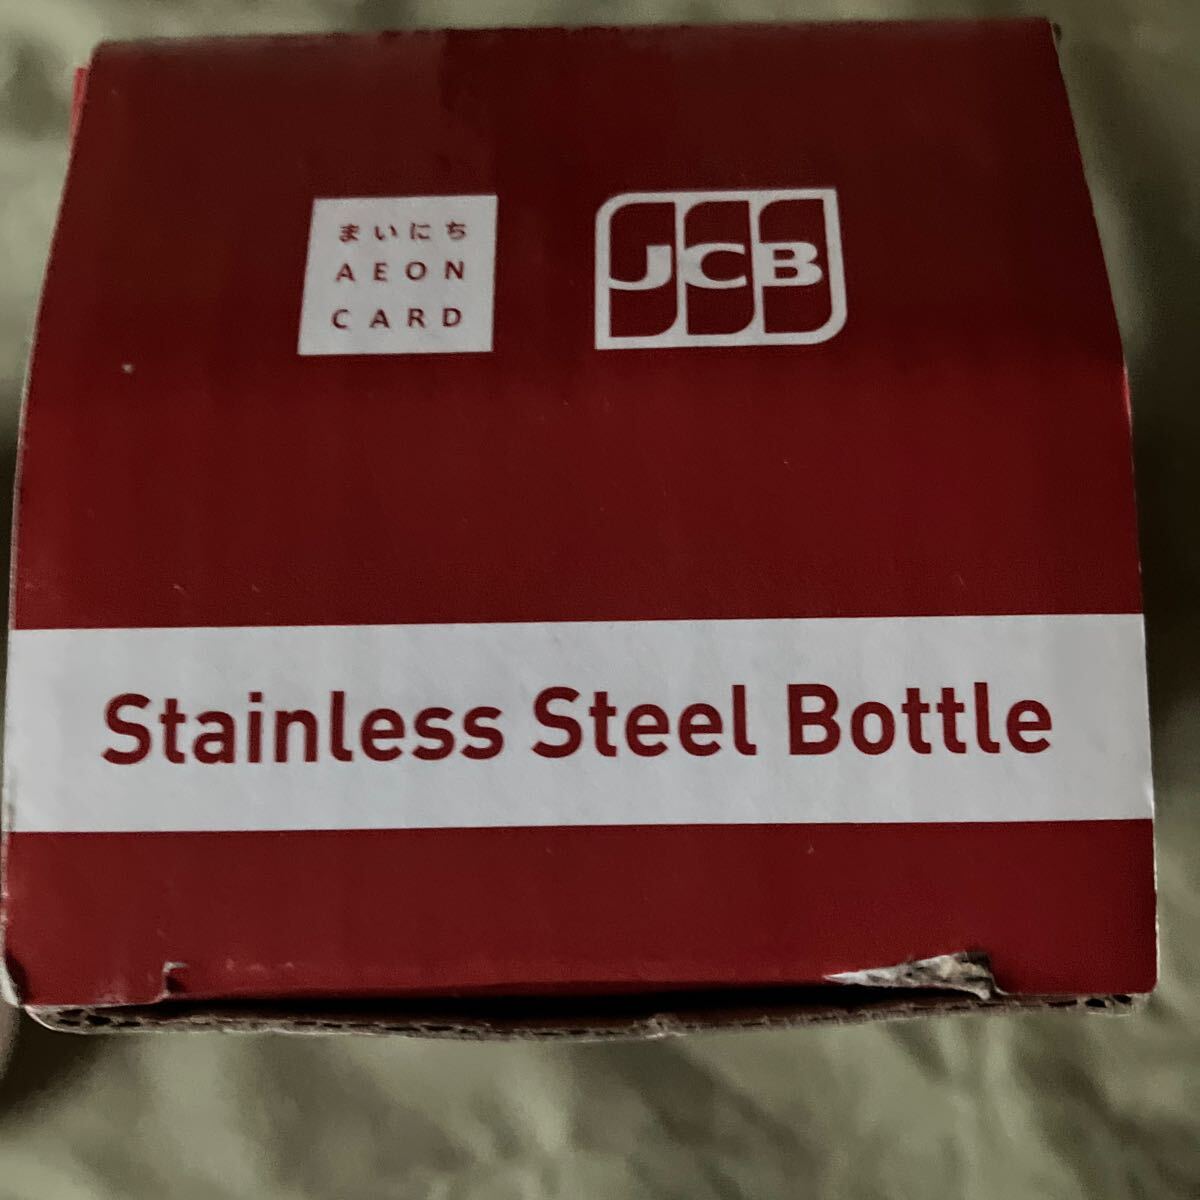 まいにち
AEON
CARD
JCB
Stainless Steel Bottle